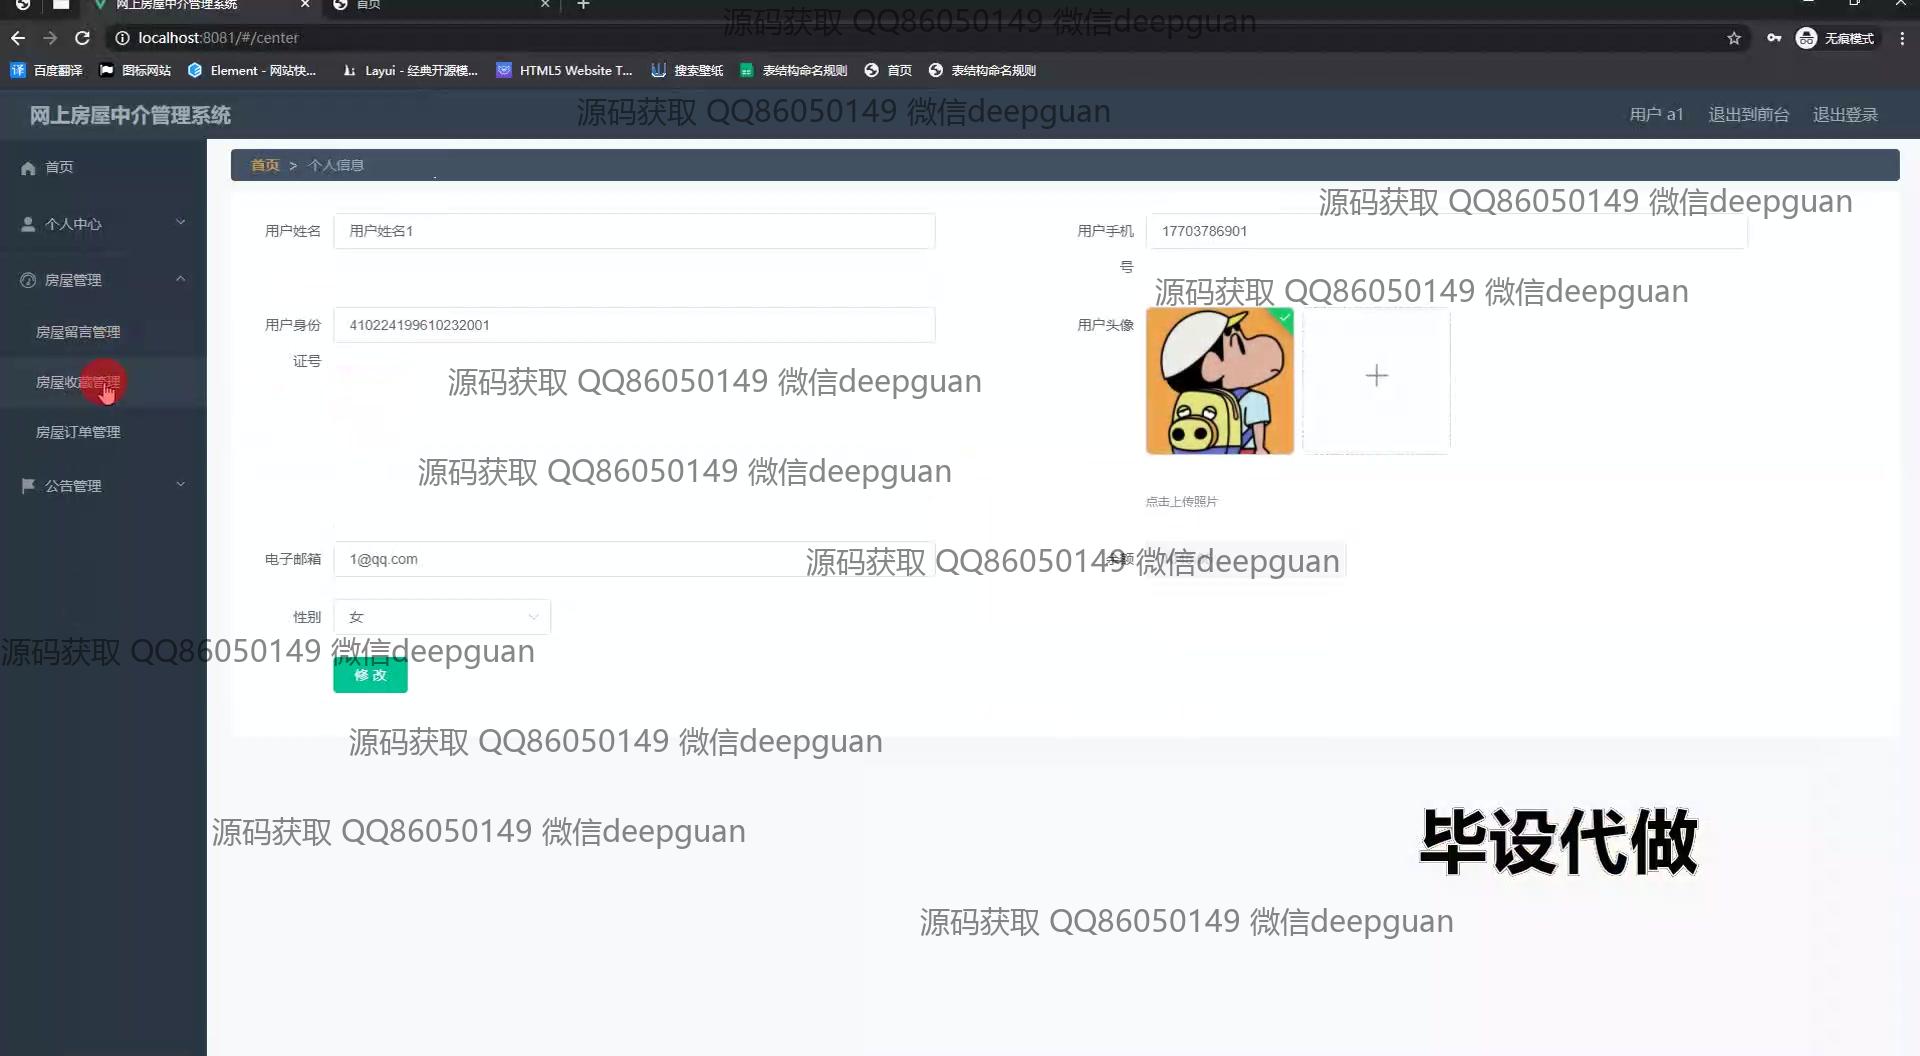 网上房屋中介管理系统
首页
源码获取 QQ86050149 微信deepguan
localhost:8081/#/center
无痕模式
百度翻译
图标网站
Element - 网站快...
Layui - 经典开源模...
HTML5 Website T...
搜索壁纸
表结构命名规则
首页
表结构命名规则
网上房屋中介管理系统
源码获取 QQ86050149 微信deepguan
用户 a1
退出到前台
退出登录
首页
个人中心
房屋管理
房屋留言管理
房屋收藏管理
房屋订单管理
公告管理
首页 > 个人信息
源码获取 QQ86050149 微信deepguan
用户姓名
用户姓名1
用户手机号
17703786901
源码获取 QQ86050149 微信deepguan
用户身份证号
410224199610232001
用户头像
源码获取 QQ86050149 微信deepguan
源码获取 QQ86050149 微信deepguan
点击上传照片
电子邮箱
1@qq.com
源码获取 QQ86050149 微信deepguan
余额
性别
女
源码获取 QQ86050149 微信deepguan
修改
源码获取 QQ86050149 微信deepguan
源码获取 QQ86050149 微信deepguan
毕设代做
源码获取 QQ86050149 微信deepguan